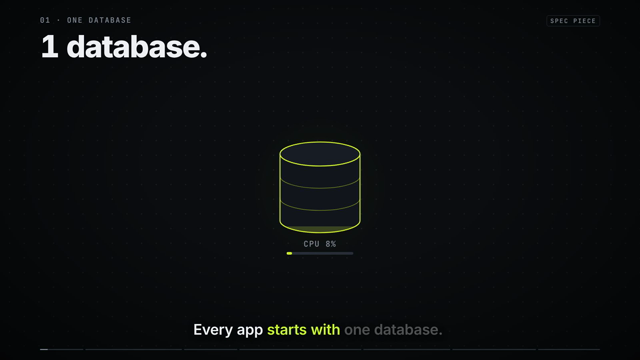 01 · ONE DATABASE
SPEC PIECE
1 database.
CPU 8%
Every app starts with one database.